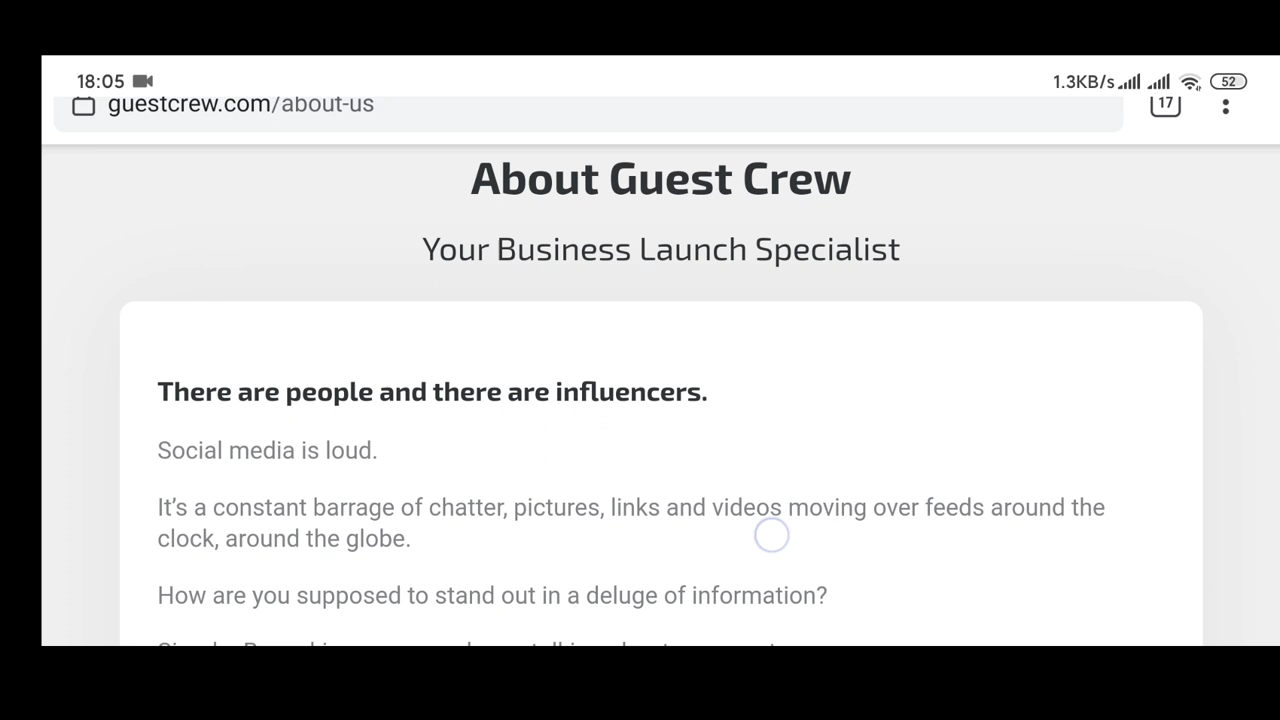 18:05 1.3KB/s 52
guestcrew.com/about-us 17
About Guest Crew
Your Business Launch Specialist
There are people and there are influencers.
Social media is loud.
It's a constant barrage of chatter, pictures, links and videos moving over feeds around the
clock, around the globe.
How are you supposed to stand out in a deluge of information?